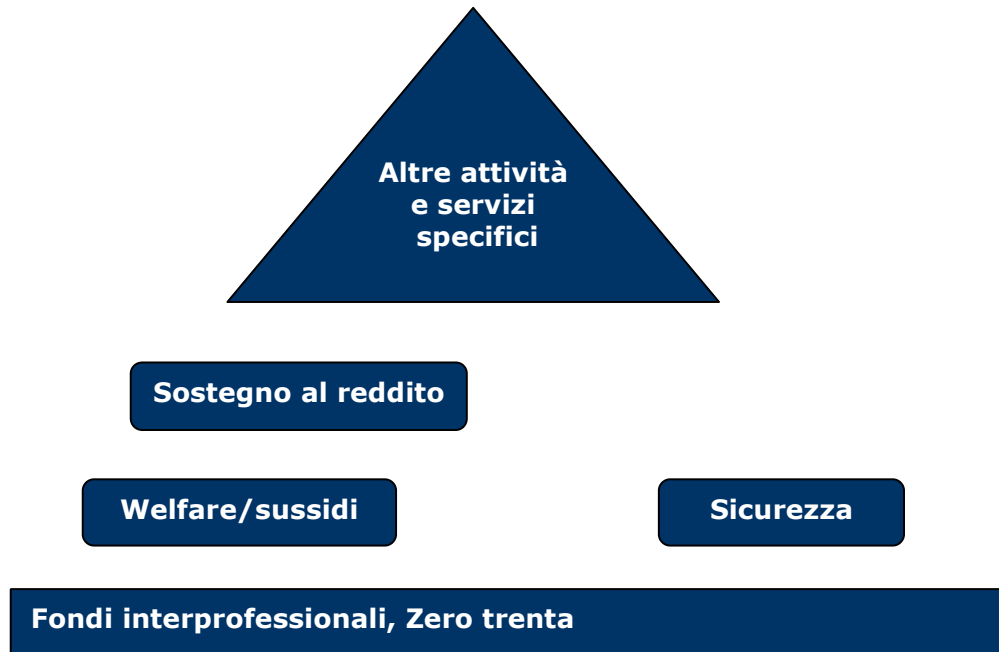 Altre attività
e servizi
specifici
Sostegno al reddito
Welfare/sussidi
Sicurezza
Fondi interprofessionali, Zero trenta